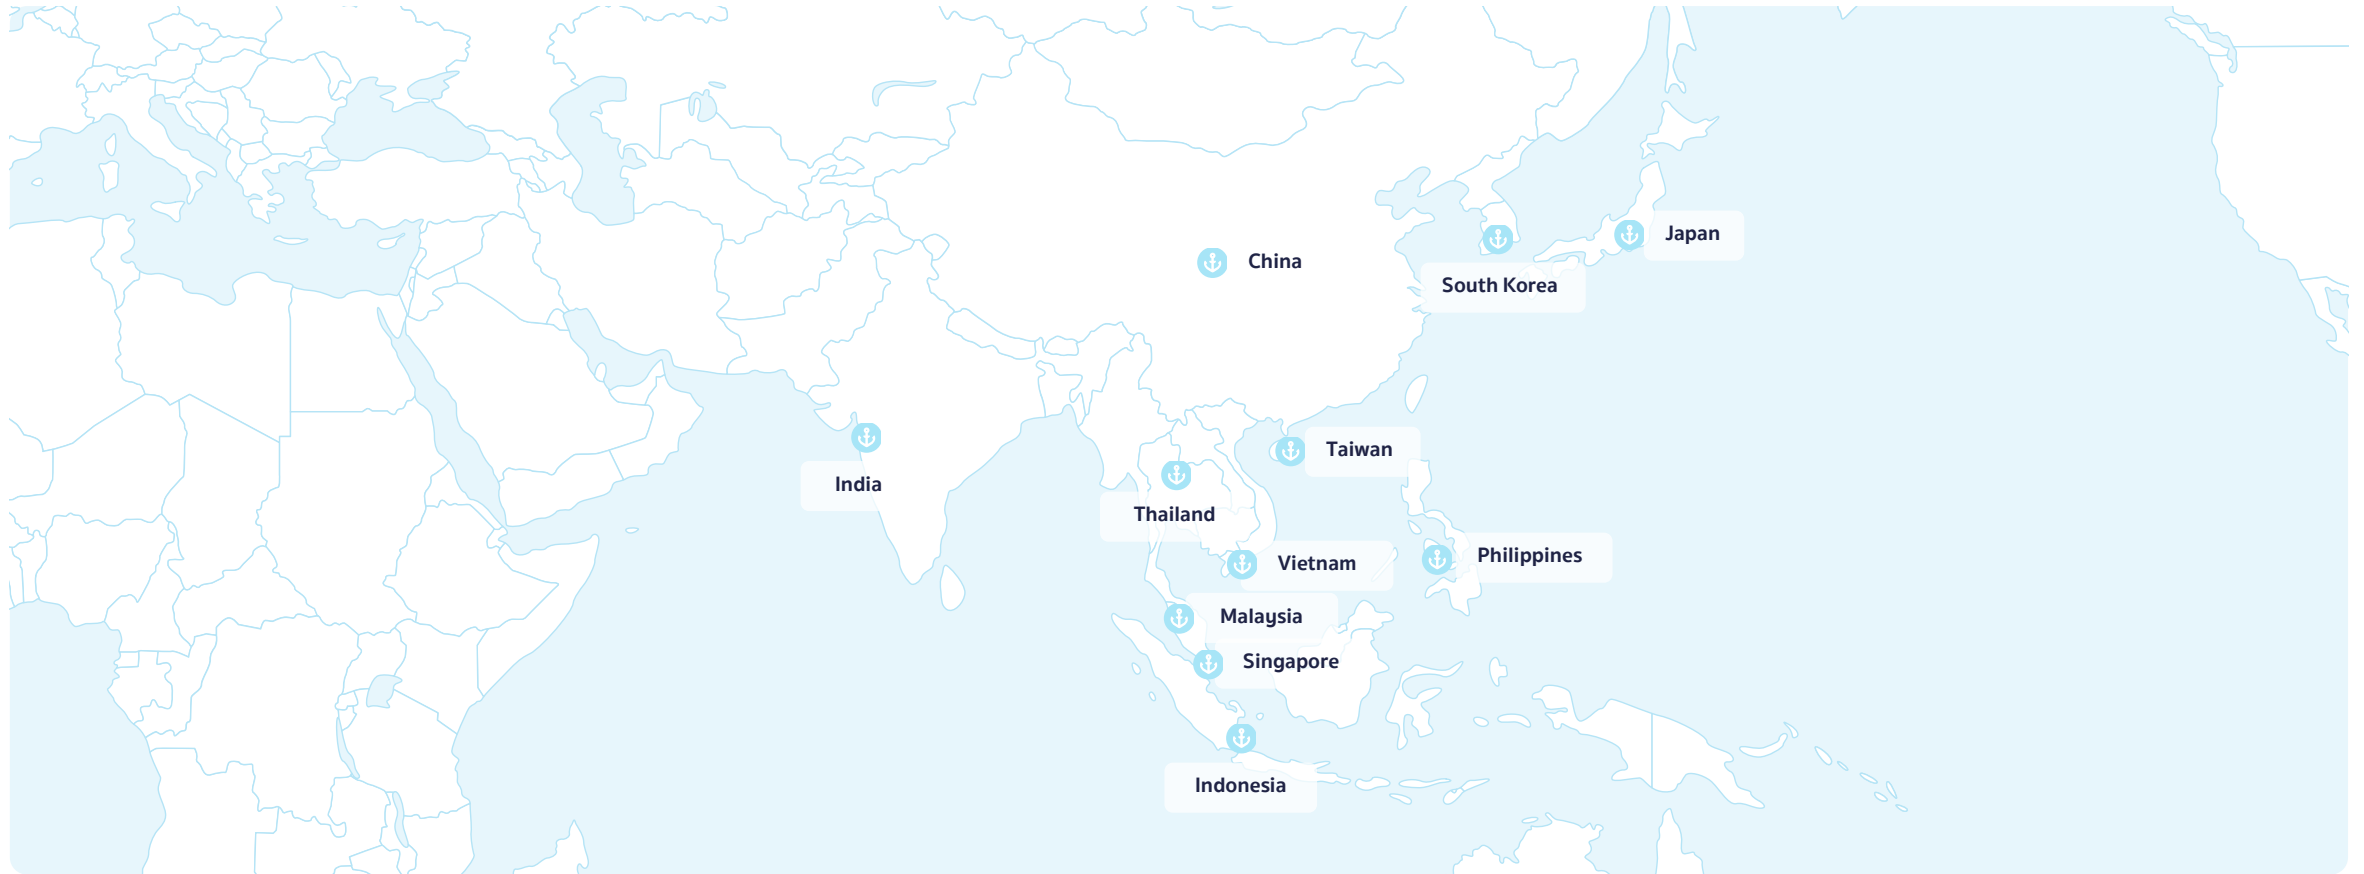 Japan
China
South Korea
Taiwan
India
Thailand
Philippines
Vietnam
Malaysia
Singapore
Indonesia